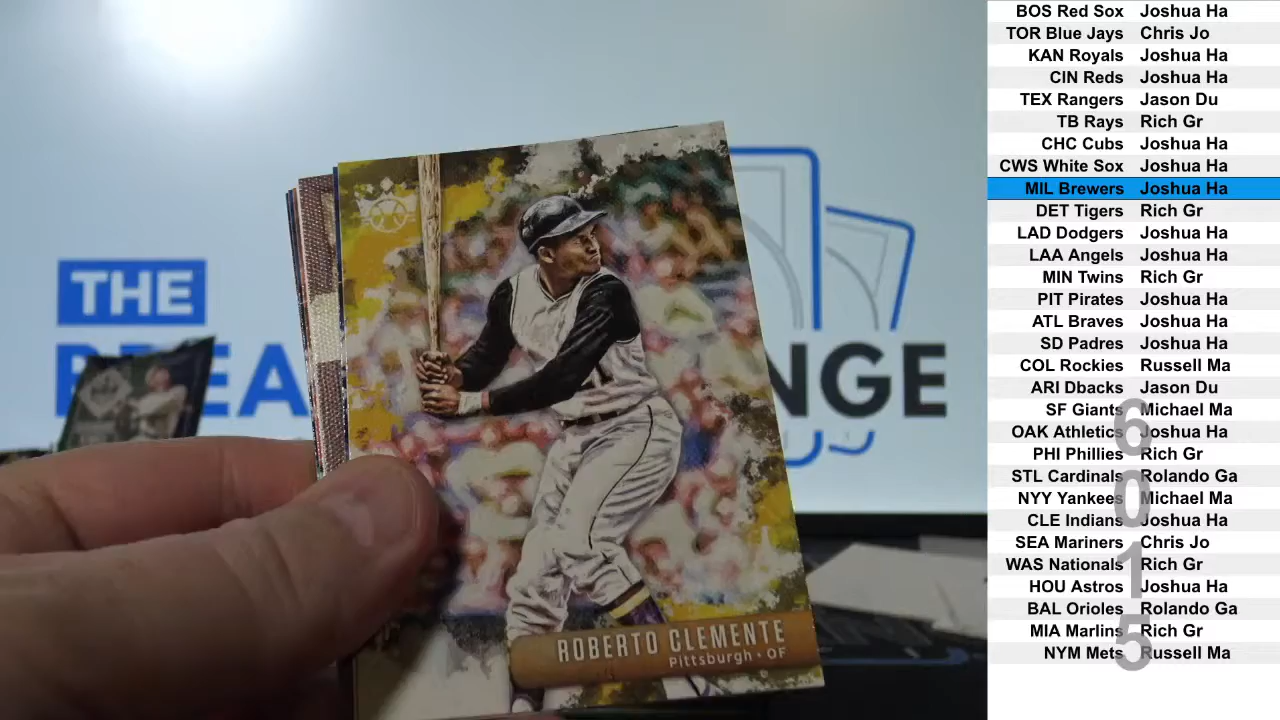 THE
ROBERTO CLEMENTE
Pittsburgh • OF
BOS Red Sox Joshua Ha
TOR Blue Jays Chris Jo
KAN Royals Joshua Ha
CIN Reds Joshua Ha
TEX Rangers Jason Du
TB Rays Rich Gr
CHC Cubs Joshua Ha
CWS White Sox Joshua Ha
MIL Brewers Joshua Ha
DET Tigers Rich Gr
LAD Dodgers Joshua Ha
LAA Angels Joshua Ha
MIN Twins Rich Gr
PIT Pirates Joshua Ha
ATL Braves Joshua Ha
SD Padres Joshua Ha
COL Rockies Russell Ma
ARI Dbacks Jason Du
SF Giants Michael Ma
OAK Athletics Joshua Ha
PHI Phillies Rich Gr
STL Cardinals Rolando Ga
NYY Yankees Michael Ma
CLE Indians Joshua Ha
SEA Mariners Chris Jo
WAS Nationals Rich Gr
HOU Astros Joshua Ha
BAL Orioles Rolando Ga
MIA Marlins Rich Gr
NYM Mets Russell Ma
6
0
1
5